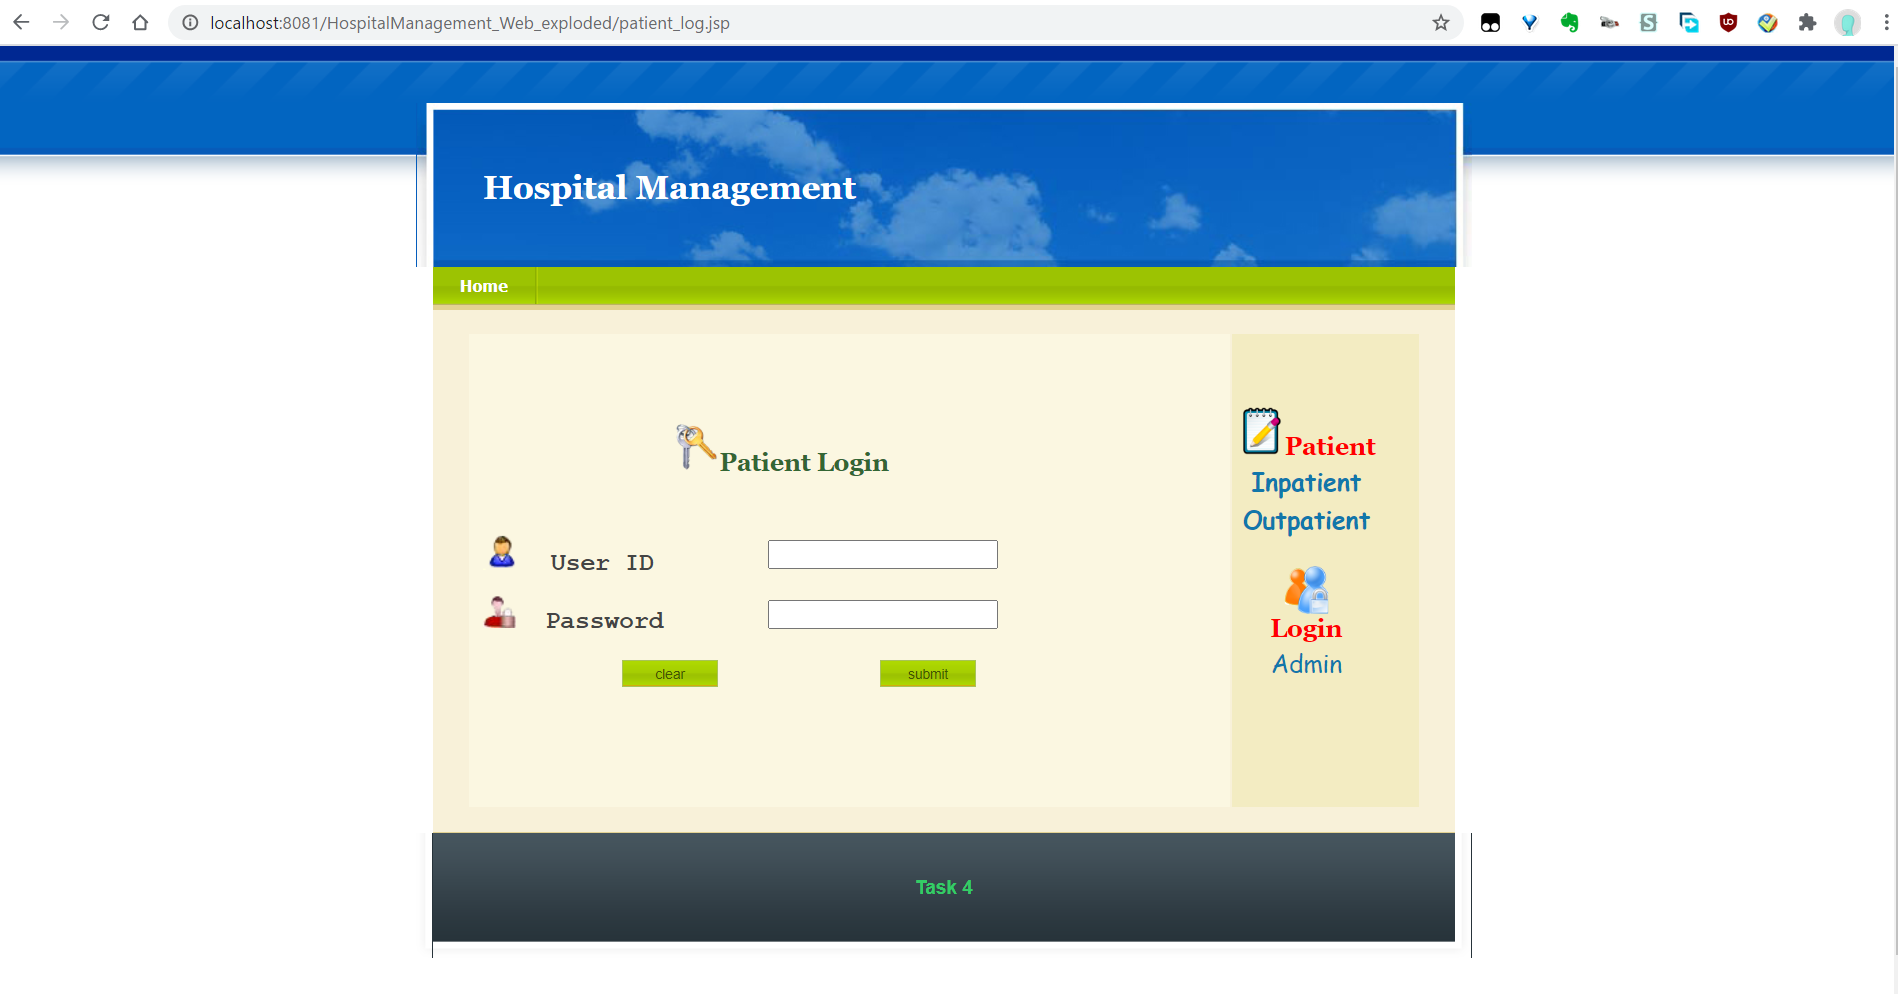 localhost:8081/HospitalManagement_Web_exploded/patient_log.jsp
Hospital Management
Home
Patient Login
User ID
Password
clear
submit
Patient
Inpatient
Outpatient
Login
Admin
Task 4